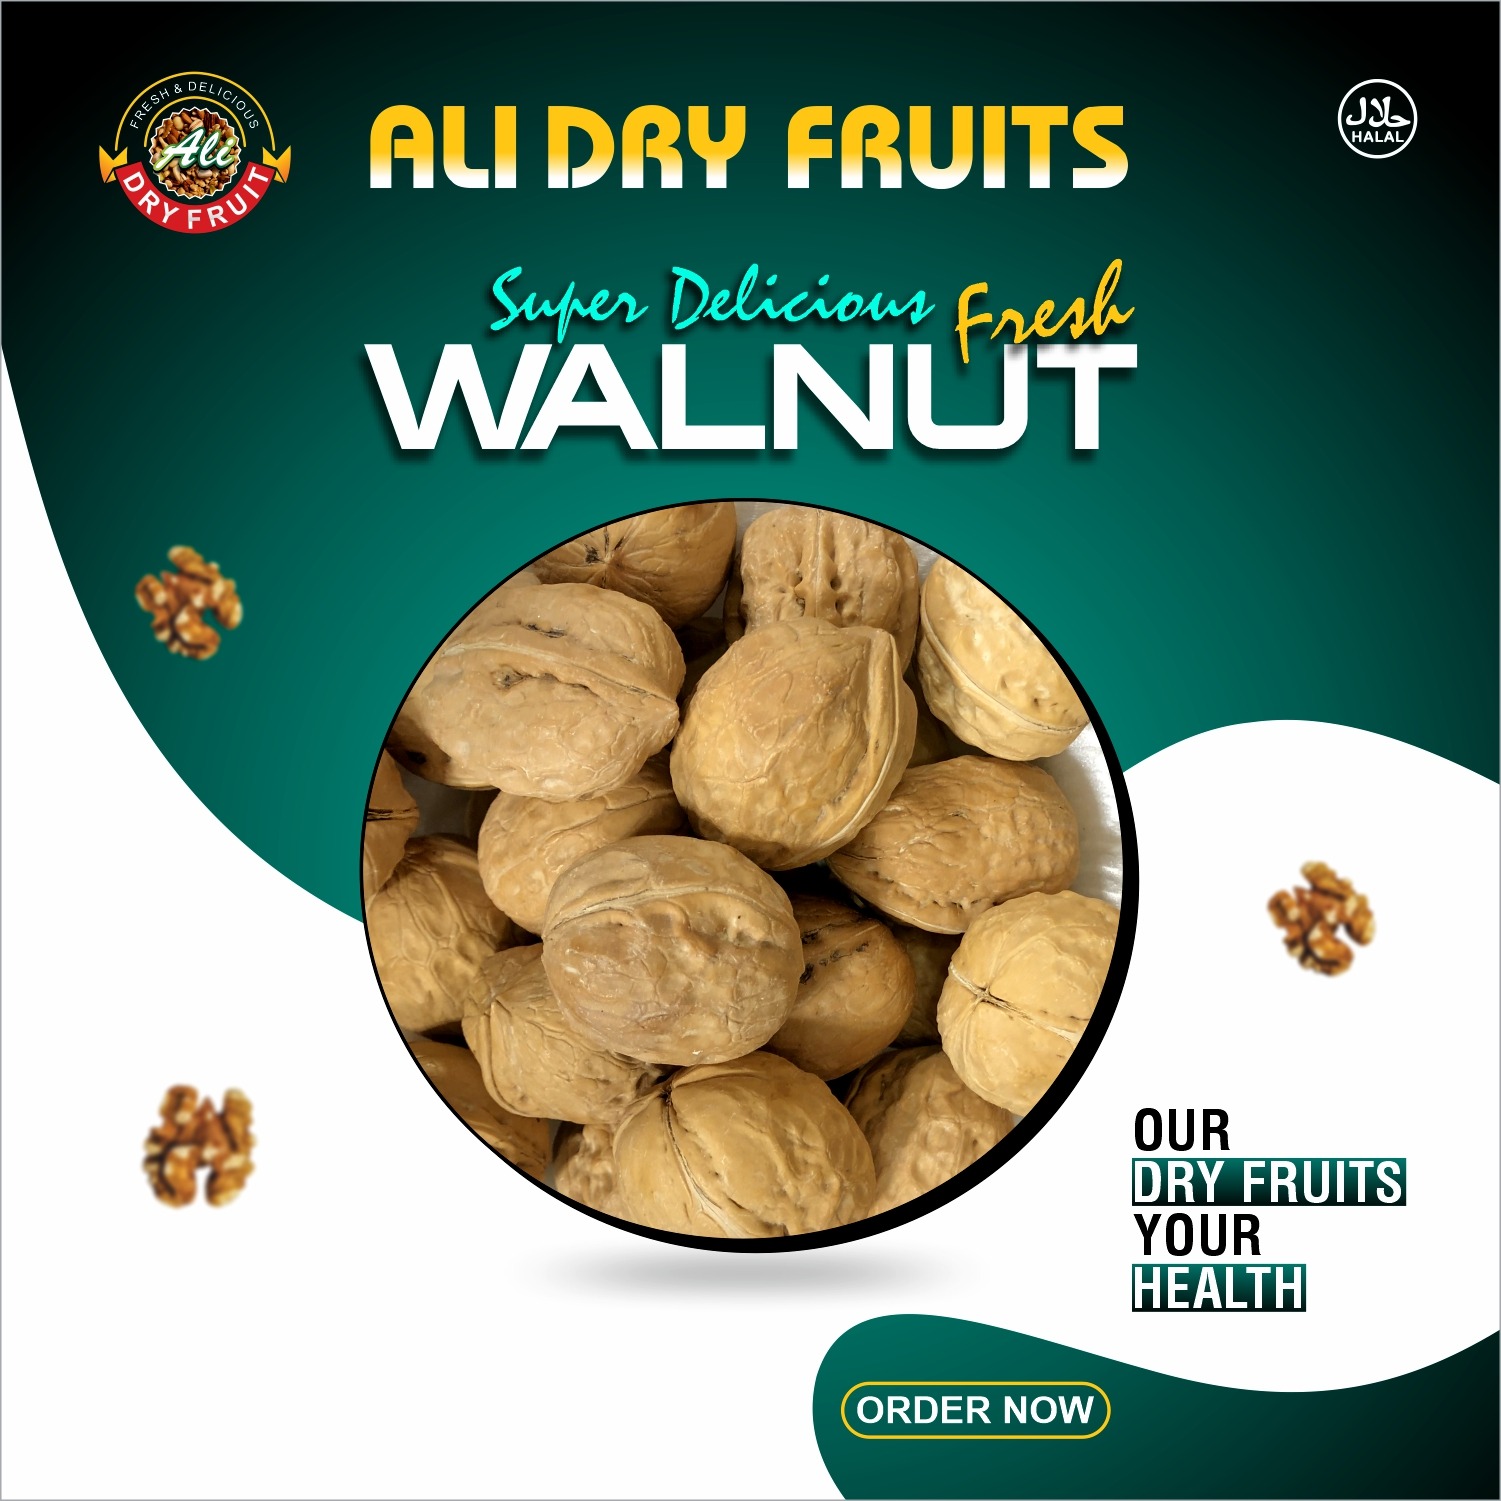 FRESH & DELICIOUS
Ali
DRY FRUIT
ALI DRY FRUITS
حلال
HALAL
Super Delicious Fresh
WALNUT
OUR
DRY FRUITS
YOUR
HEALTH
ORDER NOW